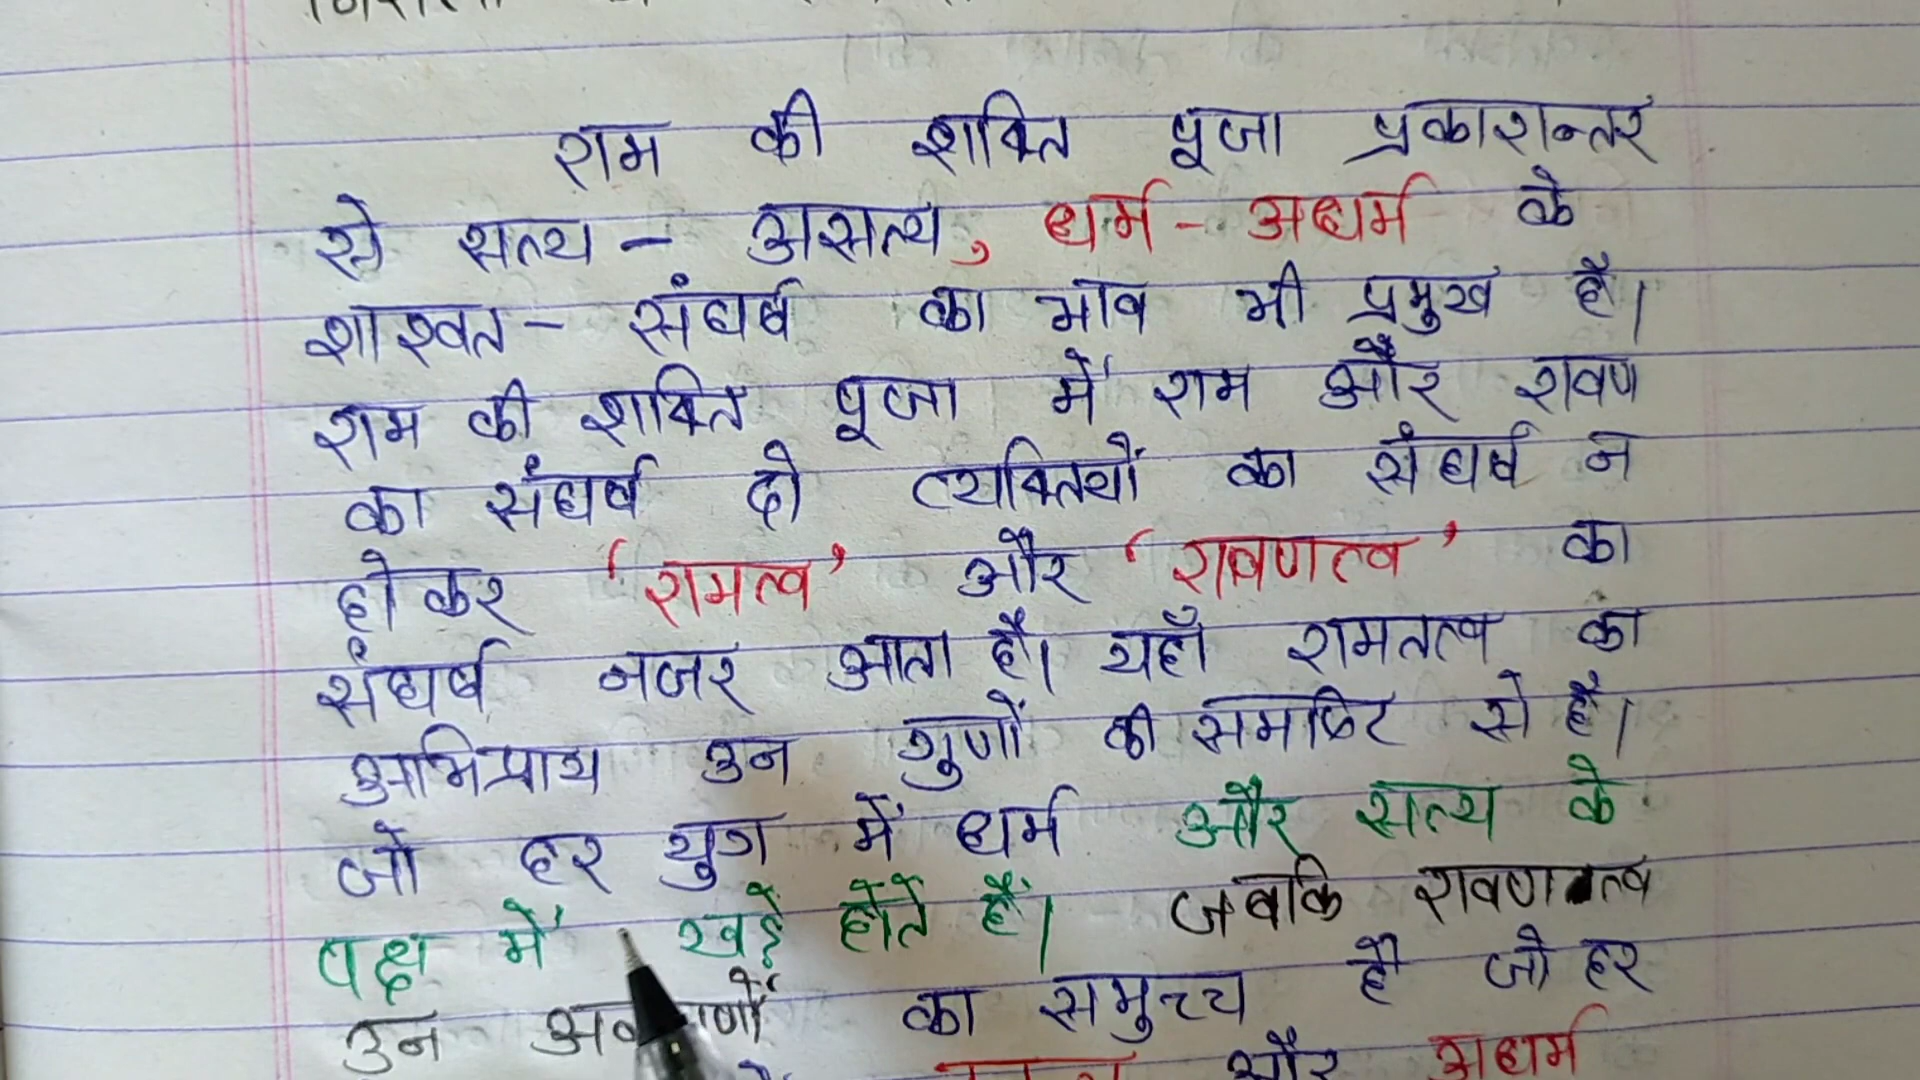 राम की शक्ति पूजा प्रकारान्तर
से सत्य - असत्य, धर्म - अधर्म के
शाश्वत - संघर्ष का भाव भी प्रमुख है।
राम की शक्ति पूजा में राम और रावण
का संघर्ष दो व्यक्तियों का संघर्ष न
होकर 'रामत्व' और 'रावणत्व' का
संघर्ष नजर आता है। यहाँ रामतत्व का
अभिप्राय उन गुणों की समष्टि से है।
जो हर युग में धर्म और सत्य के
पक्ष में खड़े होते हैं। जबकि रावणत्व
उन का समुच्च है जो हर
और अधर्म